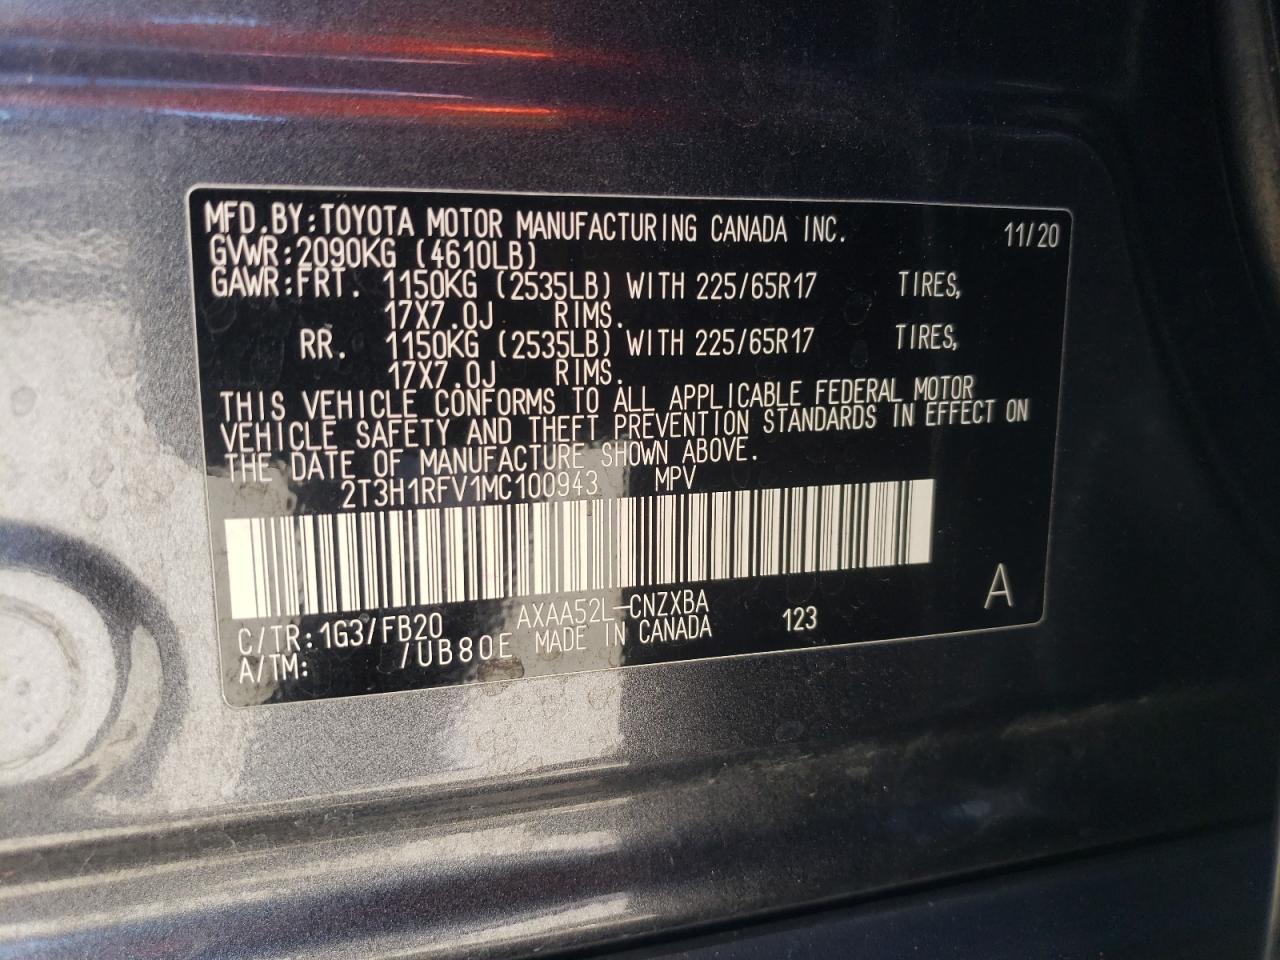 MFD.BY:TOYOTA MOTOR MANUFACTURING CANADA INC. 11/20
GVWR:2090KG (4610LB)
GAWR:FRT. 1150KG (2535LB) WITH 225/65R17 TIRES,
17X7.0J RIMS.
RR. 1150KG (2535LB) WITH 225/65R17 TIRES,
17X7.0J RIMS.
THIS VEHICLE CONFORMS TO ALL APPLICABLE FEDERAL MOTOR
VEHICLE SAFETY AND THEFT PREVENTION STANDARDS IN EFFECT ON
THE DATE OF MANUFACTURE SHOWN ABOVE.
2T3H1RFV1MC100943 MPV
C/TR:1G3/FB20 AXAA52L-CNZXBA
A/TM: /UB80E MADE IN CANADA 123 A